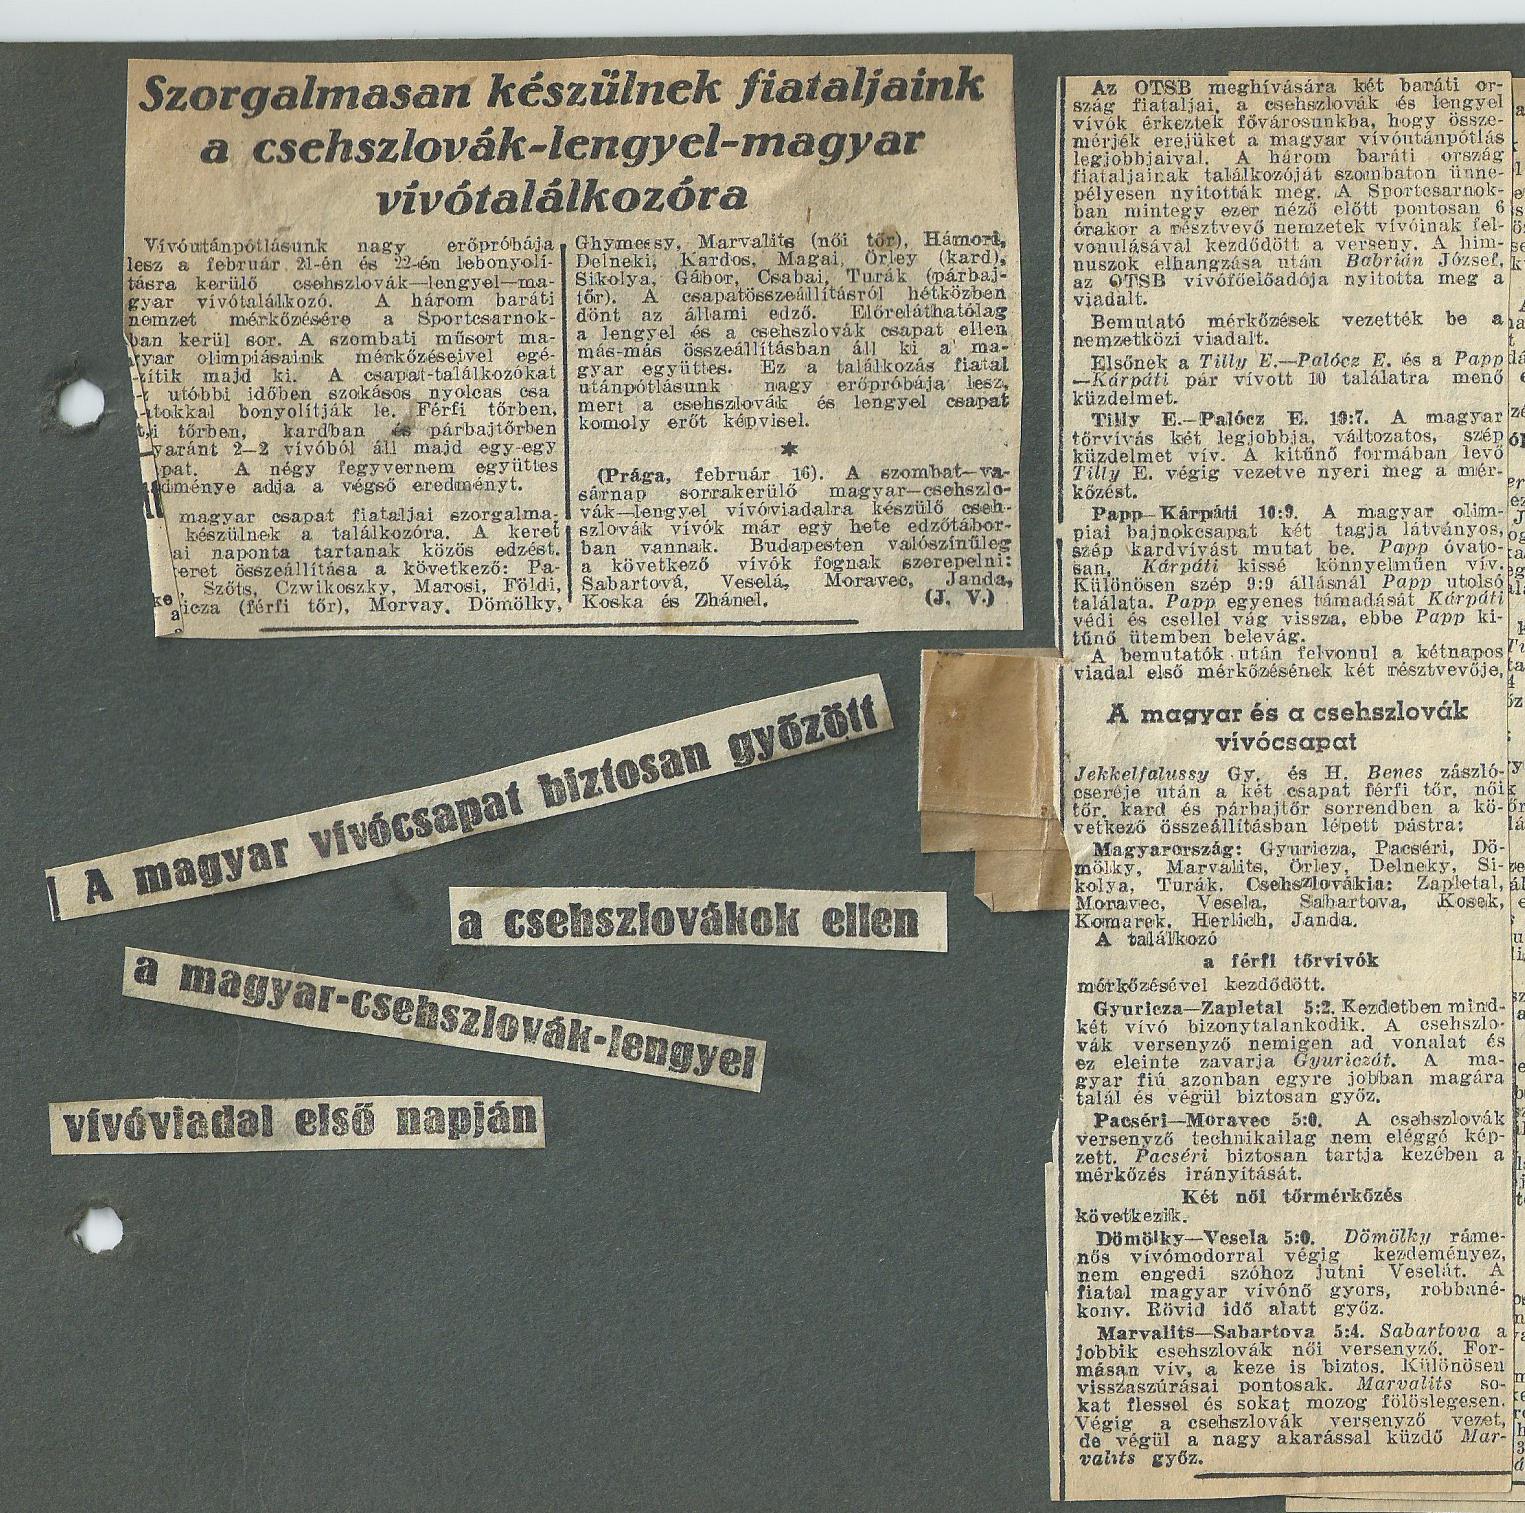 Szorgalmasan készülnek fiataljaink
a csehszlovák-lengyel-magyar
vívótalálkozóra
Vívóutánpótlásunk nagy erőpróbája
lesz a február 21-én és 22-én lebonyolí-
tásra kerülő csehszlovák—lengyel—ma-
gyar vívótalálkozó. A három baráti
nemzet mérkőzésére a Sportcsarnok-
ban kerül sor. A szombati műsort ma-
yar olimpiásaink mérkőzéseivel egé-
zítik majd ki. A csapat-találkozókat
utóbbi időben szokásos nyolcas csa
tokkal bonyolítják le. Férfi tőrben,
i tőrben, kardban és párbajtőrben
yaránt 2—2 vívóból áll majd egy-egy
pat. A négy fegyvernem együttes
dménye adja a végső eredményt.
magyar csapat fiataljai szorgalma-
készülnek a találkozóra. A keret
ai naponta tartanak közös edzést.
eret összeállítása a következő: Pa-
, Szőts, Czwikoszky, Marosi, Földi,
icza (férfi tőr), Morvay, Dömölky,
Ghymessy, Marvalits (női tőr), Hámori,
Delneki, Kardos, Magai, Örley (kard),
Sikolya, Gábor, Csabai, Turák (párbaj-
tőr). A csapatösszeállításról hétközben
dönt az állami edző. Előreláthatólag
a lengyel és a csehszlovák csapat ellen
más-más összeállításban áll ki a ma-
gyar együttes. Ez a találkozás fiatal
utánpótlásunk nagy erőpróbája lesz,
mert a csehszlovák és lengyel csapat
komoly erőt képvisel.
*
(Prága, február 16). A szombat—va-
sárnap sorrakerülő magyar—csehszlo-
vák—lengyel vívóviadalra készülő cseh-
szlovák vívók már egy hete edzőtábor-
ban vannak. Budapesten valószínűleg
a következő vívók fognak szerepelni:
Sabartová, Veselá, Moravec, Janda,
Koska és Zhánel. (J. V.)
A magyar vívócsapat biztosan győzött
a csehszlovákok ellen
a magyar-csehszlovák-lengyel
vívóviadal első napján
Az OTSB meghívására két baráti or-
szág fiataljai, a csehszlovák és lengyel
vívók érkeztek fővárosunkba, hogy össze-
mérjék erejüket a magyar vívóutánpótlás
legjobbjaival. A három baráti ország
fiataljainak találkozóját szombaton ünne-
pélyesen nyitották meg. A Sportcsarnok-
ban mintegy ezer néző előtt pontosan 6
órakor a résztvevő nemzetek vívóinak fel-
vonulásával kezdődött a verseny. A him-
nuszok elhangzása után Babrián József,
az OTSB vívófőelőadója nyitotta meg a
viadalt.
Bemutató mérkőzések vezették be a
nemzetközi viadalt.
Elsőnek a Tilly E.—Palócz E. és a Papp
—Kárpáti pár vívott 10 találatra menő
küzdelmet.
Tilly E.—Palócz E. 10:7. A magyar
tőrvívás két legjobbja, változatos, szép
küzdelmet vív. A kitűnő formában levő
Tilly E. végig vezetve nyeri meg a mér-
kőzést.
Papp—Kárpáti 10:9. A magyar olim-
piai bajnokcsapat két tagja látványos,
szép kardvívást mutat be. Papp óvato-
san, Kárpáti kissé könnyelműen vív.
Különösen szép 9:9 állásnál Papp utolsó
találata. Papp egyenes támadását Kárpáti
védi és csellel vág vissza, ebbe Papp ki-
tűnő ütemben belevág.
A bemutatók után felvonul a kétnapos
viadal első mérkőzésének két résztvevője,
A magyar és a csehszlovák
vívócsapat
Jekkelfalussy Gy. és H. Benes zászló-
cseréje után a két csapat férfi tőr, női
tőr, kard és párbajtőr sorrendben a kö-
vetkező összeállításban lépett pástra:
Magyarország: Gyuricza, Pacséri, Dö-
mölky, Marvalits, Örley, Delneky, Si-
kolya, Turák. Csehszlovákia: Zapletal,
Moravec, Vesela, Sabartova, Kosek,
Komarek, Herlich, Janda.
A találkozó
a férfi tőrvívók
mérkőzésével kezdődött.
Gyuricza—Zapletal 5:2. Kezdetben mind-
két vívó bizonytalankodik. A csehszlo-
vák versenyző nemigen ad vonalat és
ez eleinte zavarja Gyuriczát. A ma-
gyar fiú azonban egyre jobban magára
talál és végül biztosan győz.
Pacséri—Moravec 5:0. A csehszlovák
versenyző technikailag nem eléggé kép-
zett. Pacséri biztosan tartja kezében a
mérkőzés irányítását.
Két női tőrmérkőzés
következik.
Dömölky—Vesela 5:0. Dömölky ráme-
nős vívómodorral végig kezdeményez,
nem engedi szóhoz jutni Veselát. A
fiatal magyar vívónő gyors, robbané-
kony. Rövid idő alatt győz.
Marvalits—Sabartova 5:4. Sabartova a
jobbik csehszlovák női versenyző. For-
másan vív, a keze is biztos. Különösen
visszaszúrásai pontosak. Marvalits so-
kat flessel és sokat mozog fölöslegesen.
Végig a csehszlovák versenyző vezet,
de végül a nagy akarással küzdő Mar-
valits győz.